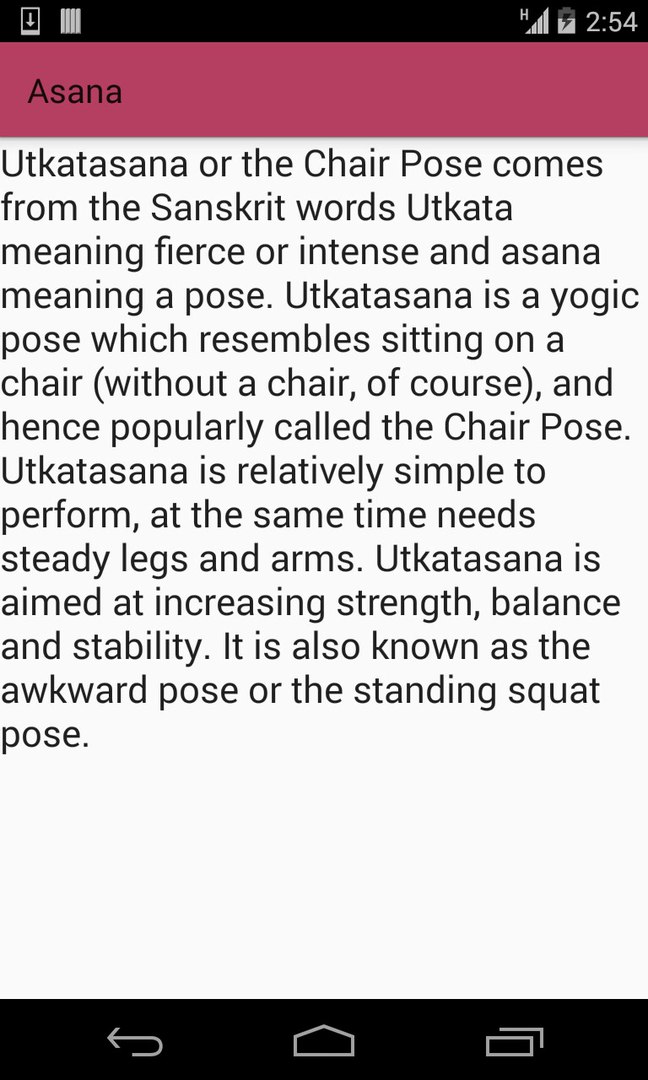 H 2:54
Asana
Utkatasana or the Chair Pose comes
from the Sanskrit words Utkata
meaning fierce or intense and asana
meaning a pose. Utkatasana is a yogic
pose which resembles sitting on a
chair (without a chair, of course), and
hence popularly called the Chair Pose.
Utkatasana is relatively simple to
perform, at the same time needs
steady legs and arms. Utkatasana is
aimed at increasing strength, balance
and stability. It is also known as the
awkward pose or the standing squat
pose.